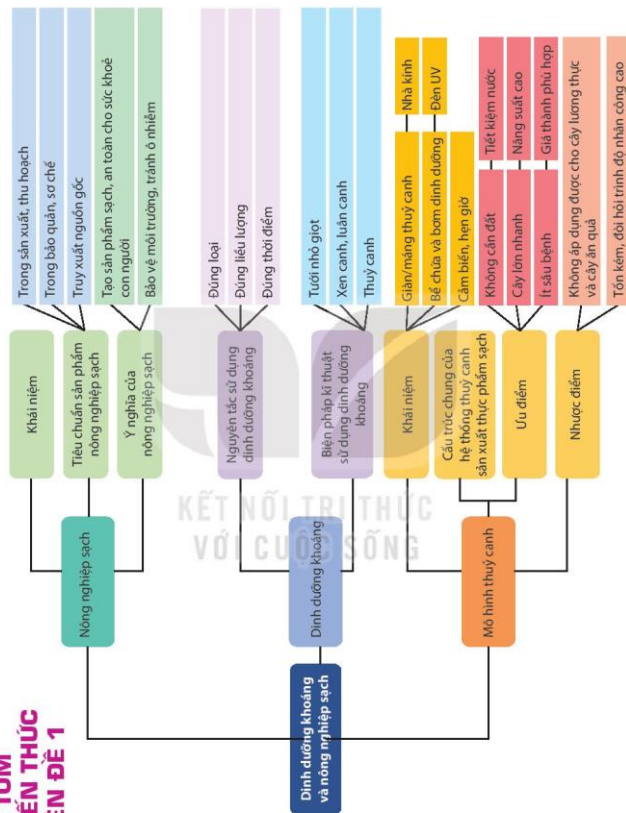 TÓM
ẾN THỨC
ÊN ĐỀ 1
Dinh dưỡng khoáng
và nông nghiệp sạch
Nông nghiệp sạch
Khái niệm
Tiêu chuẩn sản phẩm
nông nghiệp sạch
Trong sản xuất, thu hoạch
Trong bảo quản, sơ chế
Truy xuất nguồn gốc
Ý nghĩa của
nông nghiệp sạch
Tạo sản phẩm sạch, an toàn cho sức khoẻ
con người
Bảo vệ môi trường, tránh ô nhiễm
Dinh dưỡng khoáng
Nguyên tắc sử dụng
dinh dưỡng khoáng
Đúng loại
Đúng liều lượng
Đúng thời điểm
Biện pháp kĩ thuật
sử dụng dinh dưỡng
khoáng
Tưới nhỏ giọt
Xen canh, luân canh
Thuỷ canh
Mô hình thuỷ canh
Khái niệm
Cấu trúc chung của
hệ thống thuỷ canh
sản xuất thực phẩm sạch
Giàn/máng thuỷ canh
Nhà kính
Bể chứa và bơm dinh dưỡng
Đèn UV
Cảm biến, hẹn giờ
Ưu điểm
Không cần đất
Tiết kiệm nước
Cây lớn nhanh
Năng suất cao
Ít sâu bệnh
Giá thành phù hợp
Nhược điểm
Không áp dụng được cho cây lương thực
và cây ăn quả
Tốn kém, đòi hỏi trình độ nhân công cao
KẾT NỐI TRI THỨC
VỚI CUỘC SỐNG